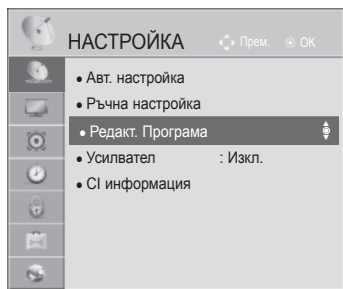 НАСТРОЙКА Прем. OK
• Авт. настройка
• Ръчна настройка
• Редакт. Програма
• Усилвател : Изкл.
• CI информация